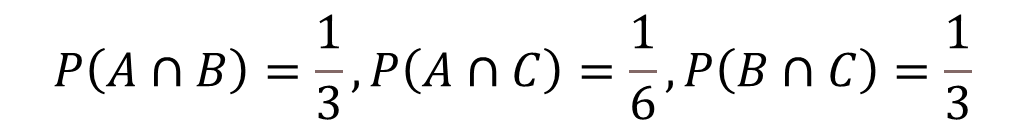 P(A ∩ B) = 1/3, P(A ∩ C) = 1/6, P(B ∩ C) = 1/3